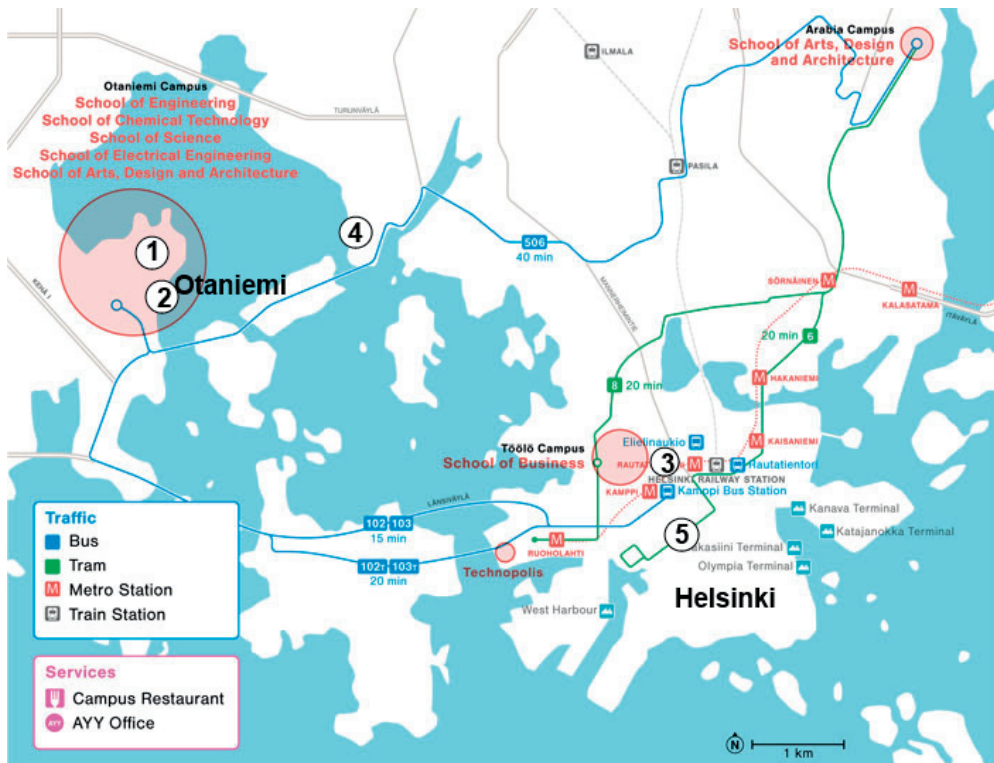 Arabia Campus
School of Arts, Design
and Architecture
ILMALA
Otaniemi Campus
School of Engineering
School of Chemical Technology
School of Science
School of Electrical Engineering
School of Arts, Design and Architecture
TURUNVÄYLÄ
PASILA
1
4
506
40 min
2
Otaniemi
KEHÄ I
MANNERHEIMINTIE
SÖRNÄINEN M
M
KALASATAMA
ITÄVÄYLÄ
20 min 6
8 20 min
M HAKANIEMI
Töölö Campus
School of Business
Elielinaukio
M KAISANIEMI
3 M
Rautatientori
HELSINKI RAILWAY STATION
KAMPPI M
Kamppi Bus Station
LÄNSIVÄYLÄ
102 103
15 min
102T 103T
20 min
M
RUOHOLAHTI
Technopolis
5
Kanava Terminal
Katajanokka Terminal
Terminal
Olympia Terminal
West Harbour
Helsinki
Traffic
Bus
Tram
M Metro Station
Train Station
Services
Campus Restaurant
AYY AYY Office
N
1 km